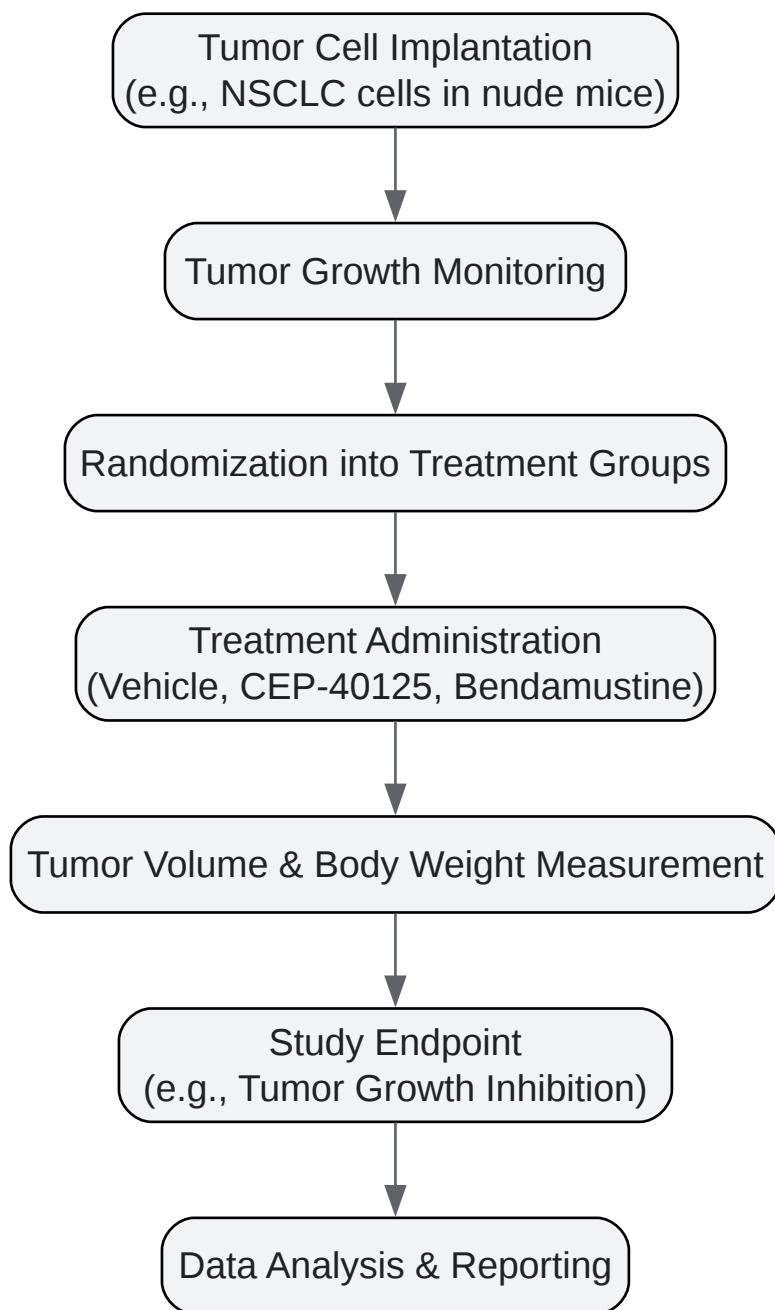 Tumor Cell Implantation
(e.g., NSCLC cells in nude mice)
Tumor Growth Monitoring
Randomization into Treatment Groups
Treatment Administration
(Vehicle, CEP-40125, Bendamustine)
Tumor Volume & Body Weight Measurement
Study Endpoint
(e.g., Tumor Growth Inhibition)
Data Analysis & Reporting